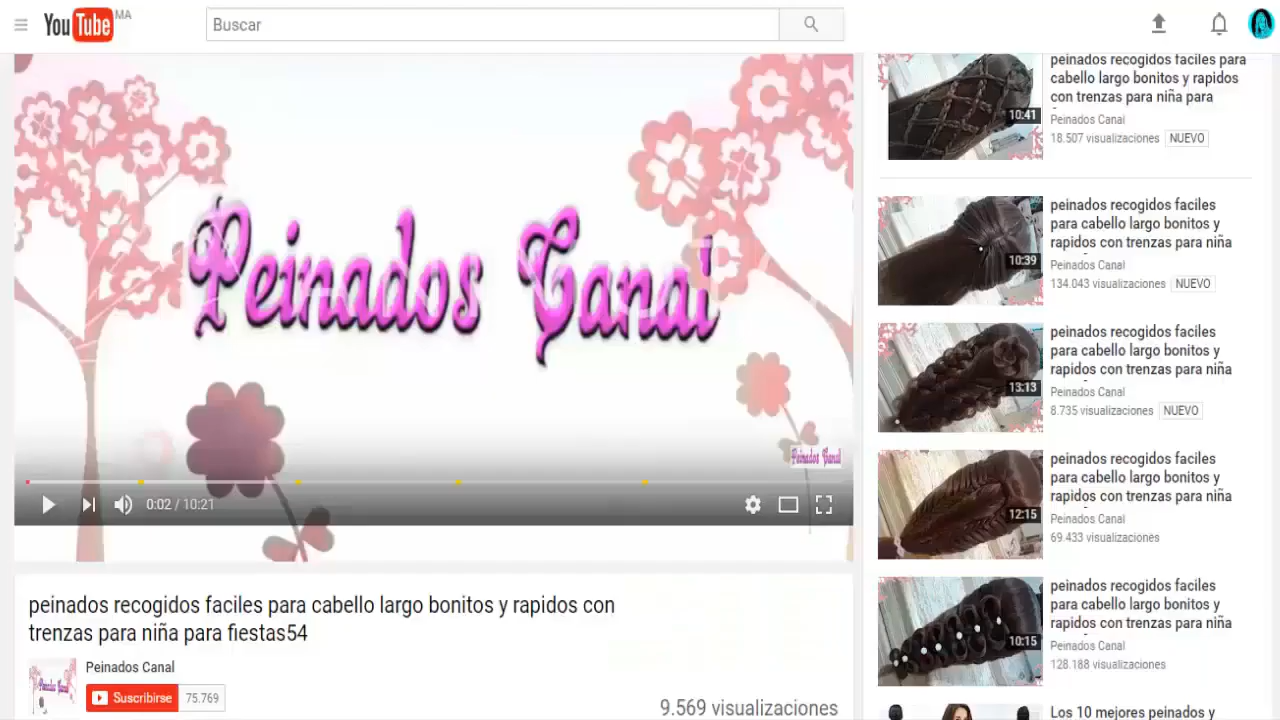 YouTube MA
Buscar
Peinados Canal
Peinados Canal
0:02 / 10:21
peinados recogidos faciles para cabello largo bonitos y rapidos con
trenzas para niña para fiestas54
Peinados Canal
Peinados Canal
Suscribirse 75.769
9.569 visualizaciones
peinados recogidos faciles para
cabello largo bonitos y rapidos
con trenzas para niña para
10:41
Peinados Canal
18.507 visualizaciones NUEVO
peinados recogidos faciles
para cabello largo bonitos y
rapidos con trenzas para niña
10:39
Peinados Canal
134.043 visualizaciones NUEVO
peinados recogidos faciles
para cabello largo bonitos y
rapidos con trenzas para niña
13:13
Peinados Canal
8.735 visualizaciones NUEVO
peinados recogidos faciles
para cabello largo bonitos y
rapidos con trenzas para niña
12:15
Peinados Canal
69.433 visualizaciones
peinados recogidos faciles
para cabello largo bonitos y
rapidos con trenzas para niña
10:15
Peinados Canal
128.188 visualizaciones
Los 10 mejores peinados y